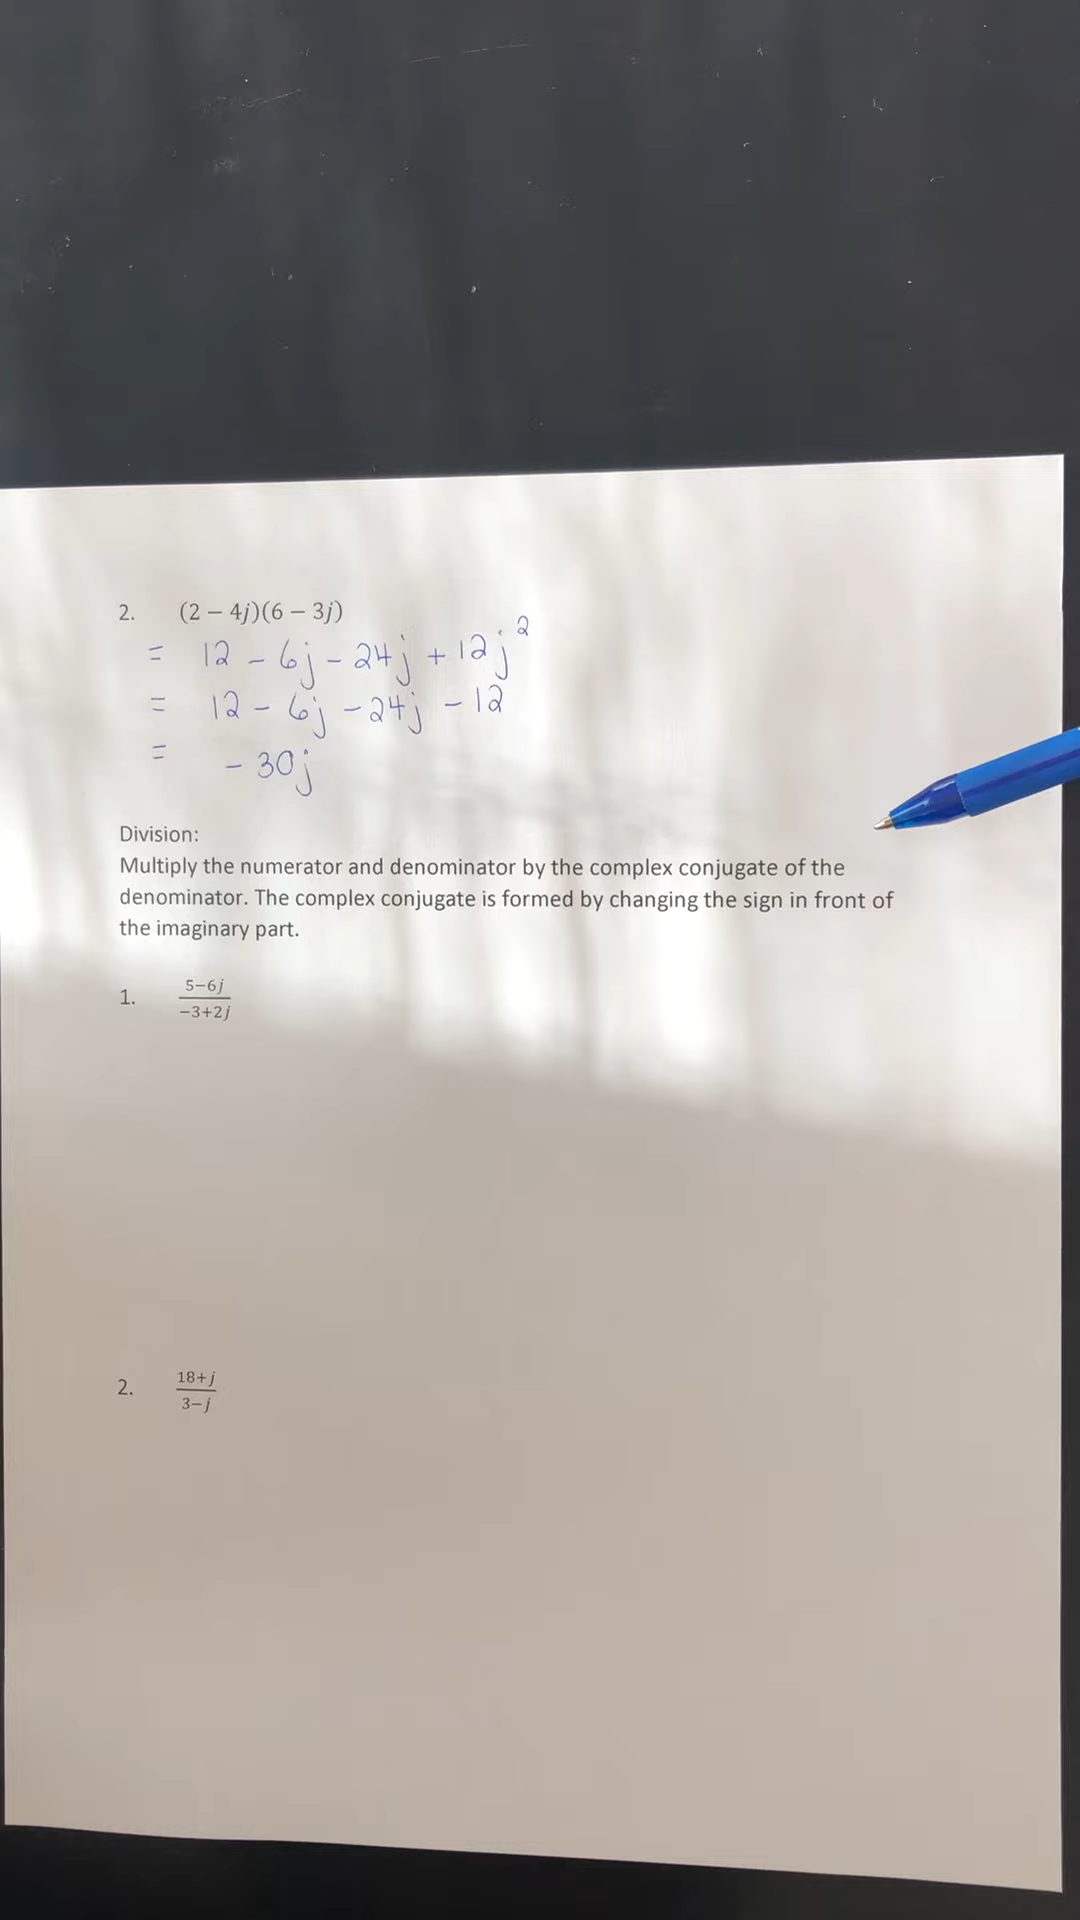 2. (2 – 4j)(6 – 3j)
= 12 - 6j - 24j + 12j²
= 12 - 6j - 24j - 12
= - 30j
Division:
Multiply the numerator and denominator by the complex conjugate of the
denominator. The complex conjugate is formed by changing the sign in front of
the imaginary part.
1. 5−6j
−3+2j
2. 18+j
3−j